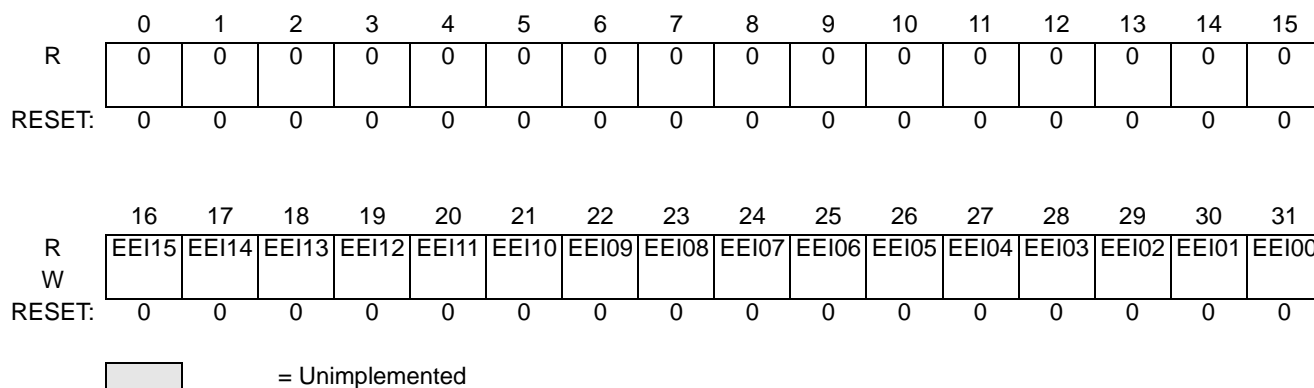 0 1 2 3 4 5 6 7 8 9 10 11 12 13 14 15
R 0 0 0 0 0 0 0 0 0 0 0 0 0 0 0 0
RESET: 0 0 0 0 0 0 0 0 0 0 0 0 0 0 0 0
16 17 18 19 20 21 22 23 24 25 26 27 28 29 30 31
R EEI15 EEI14 EEI13 EEI12 EEI11 EEI10 EEI09 EEI08 EEI07 EEI06 EEI05 EEI04 EEI03 EEI02 EEI01 EEI00
W
RESET: 0 0 0 0 0 0 0 0 0 0 0 0 0 0 0 0
= Unimplemented